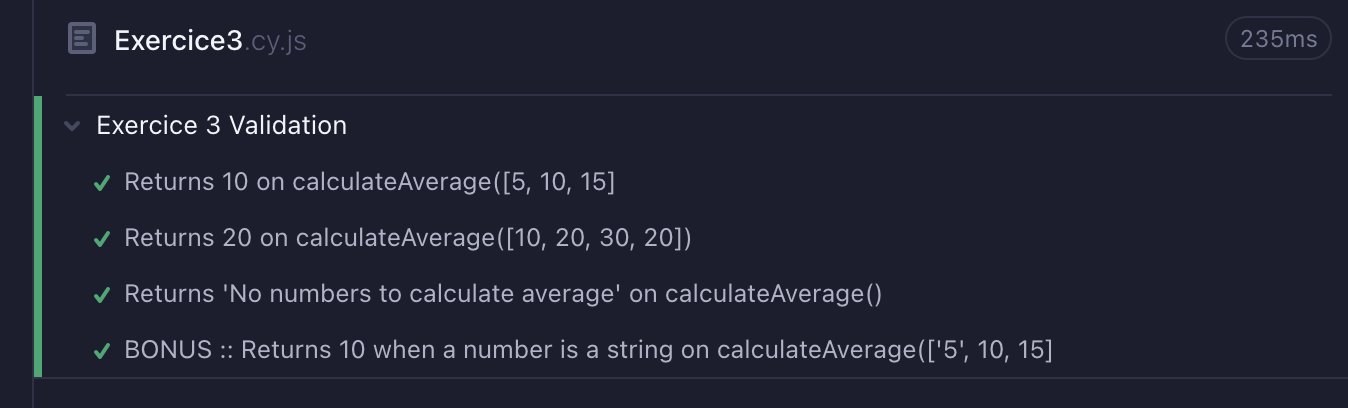 Exercice3.cy.js
235ms
Exercice 3 Validation
Returns 10 on calculateAverage([5, 10, 15]
Returns 20 on calculateAverage([10, 20, 30, 20])
Returns 'No numbers to calculate average' on calculateAverage()
BONUS :: Returns 10 when a number is a string on calculateAverage(['5', 10, 15]